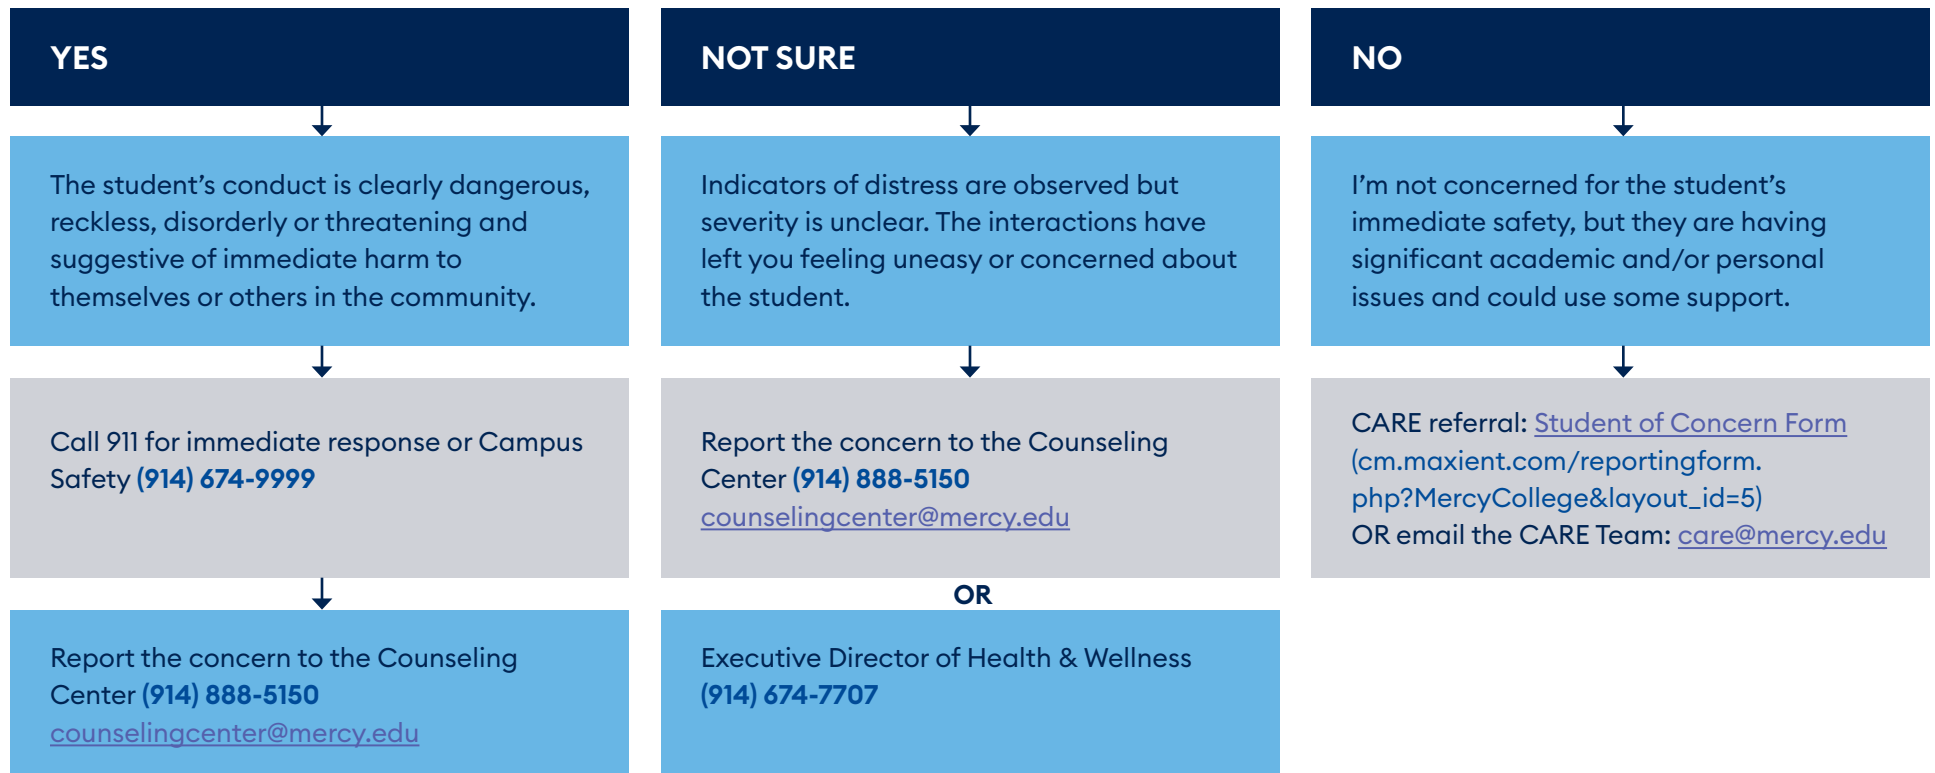 YES
The student’s conduct is clearly dangerous,
reckless, disorderly or threatening and
suggestive of immediate harm to
themselves or others in the community.
Call 911 for immediate response or Campus
Safety (914) 674-9999
Report the concern to the Counseling
Center (914) 888-5150
counselingcenter@mercy.edu
NOT SURE
Indicators of distress are observed but
severity is unclear. The interactions have
left you feeling uneasy or concerned about
the student.
Report the concern to the Counseling
Center (914) 888-5150
counselingcenter@mercy.edu
OR
Executive Director of Health & Wellness
(914) 674-7707
NO
I’m not concerned for the student’s
immediate safety, but they are having
significant academic and/or personal
issues and could use some support.
CARE referral: Student of Concern Form
(cm.maxient.com/reportingform.
php?MercyCollege&layout_id=5)
OR email the CARE Team: care@mercy.edu